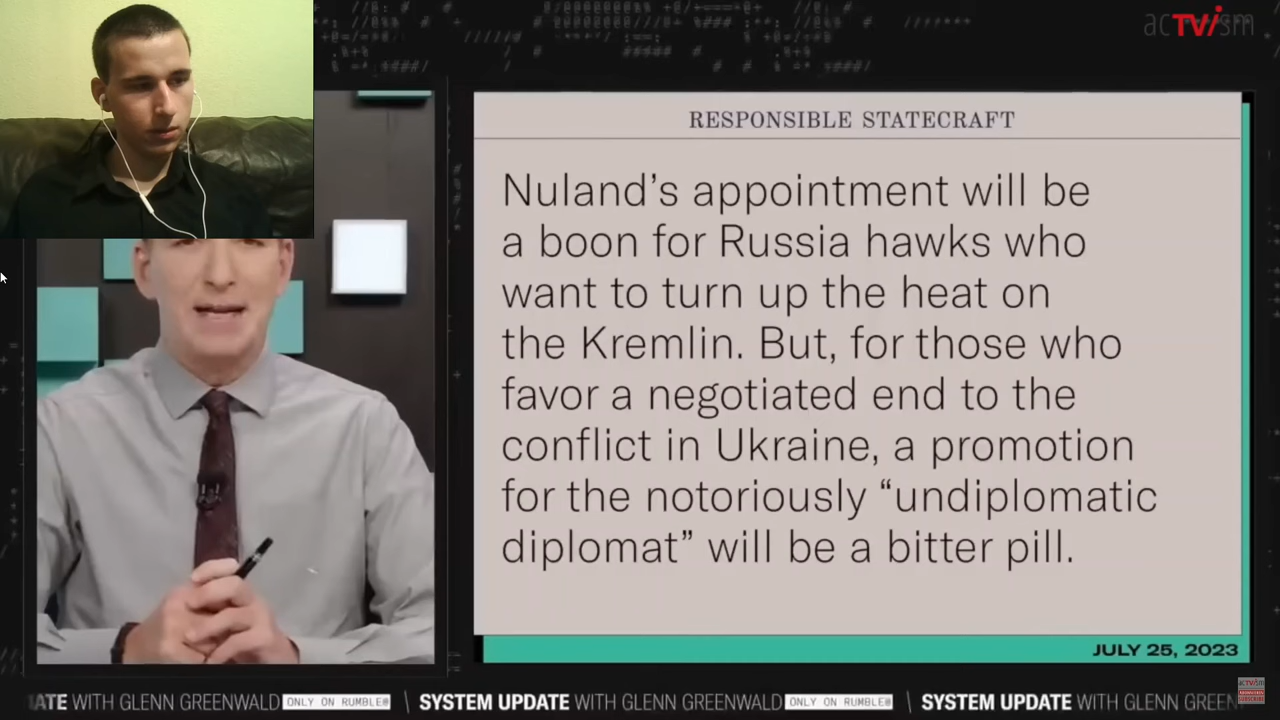 acTVism
RESPONSIBLE STATECRAFT
Nuland’s appointment will be
a boon for Russia hawks who
want to turn up the heat on
the Kremlin. But, for those who
favor a negotiated end to the
conflict in Ukraine, a promotion
for the notoriously “undiplomatic
diplomat” will be a bitter pill.
JULY 25, 2023
ATE WITH GLENN GREENWALD ONLY ON RUMBLE SYSTEM UPDATE WITH GLENN GREENWALD ONLY ON RUMBLE SYSTEM UPDATE WITH GLENN GREEN